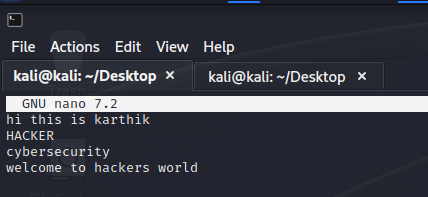 File Actions Edit View Help
kali@kali: ~/Desktop × kali@kali: ~/Desktop ×
GNU nano 7.2
hi this is karthik
HACKER
cybersecurity
welcome to hackers world